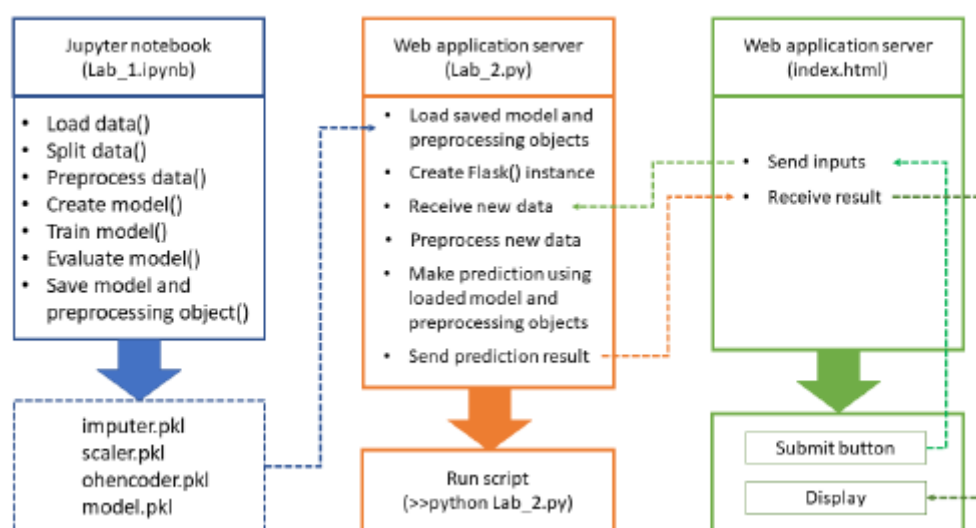 Jupyter notebook
(Lab_1.ipynb)
• Load data()
• Split data()
• Preprocess data()
• Create model()
• Train model()
• Evaluate model()
• Save model and
preprocessing object()
imputer.pkl
scaler.pkl
ohencoder.pkl
model.pkl
Web application server
(Lab_2.py)
• Load saved model and
preprocessing objects
• Create Flask() instance
• Receive new data
• Preprocess new data
• Make prediction using
loaded model and
preprocessing objects
• Send prediction result
Run script
(>>python Lab_2.py)
Web application server
(index.html)
• Send inputs
• Receive result
Submit button
Display